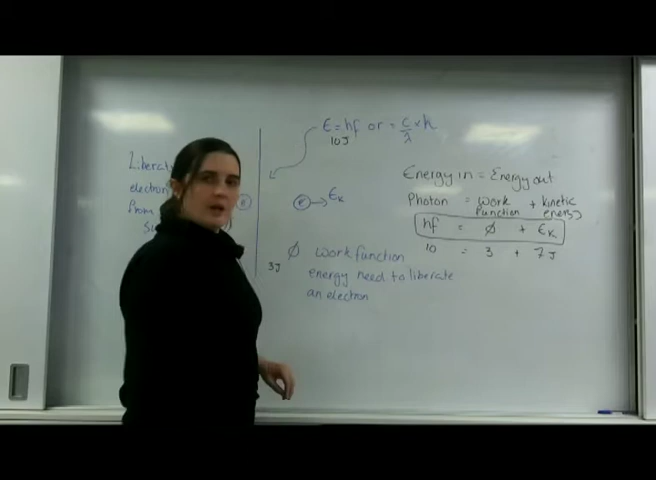 E = hf or = c/λ × h
10J
Liberat
electron
from
e
e → Eₖ
Energy in = Energy out
Photon = work function + kinetic energy
hf = Ø + Eₖ
10 = 3 + 7J
Ø work function
3J
energy need to liberate
an electron